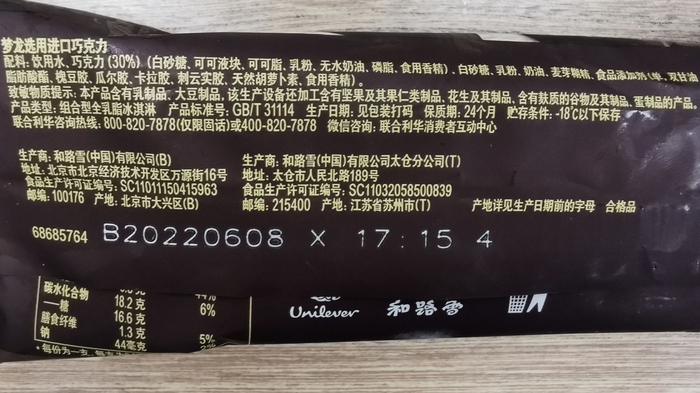 梦龙选用进口巧克力
配料: 饮用水, 巧克力 (30%) (白砂糖, 可可液块, 可可脂, 乳粉, 无水奶油, 磷脂, 食用香精), 白砂糖, 乳粉, 奶油, 麦芽糊精, 食品添加剂(单, 双甘油
脂肪酸酯, 槐豆胶, 瓜尔胶, 卡拉胶, 刺云实胶, 天然胡萝卜素, 食用香精)。
致敏物质提示: 本产品含有乳制品, 大豆制品, 该生产设备还加工含有坚果及其果仁类制品, 花生及其制品, 含有麸质的谷物及其制品, 蛋制品的产品
产品类型: 组合型全乳脂冰淇淋 产品标准号: GB/T 31114 生产日期: 见包装打码 保质期: 24个月 贮存条件: -18℃以下保存
联合利华咨询热线: 800-820-7878(仅限固话)或400-820-7878 微信咨询: 联合利华消费者互动中心
生产商: 和路雪(中国)有限公司(B)
地址: 北京市北京经济技术开发区万源街16号
食品生产许可证编号: SC11011150415963
邮编: 100176 产地: 北京市大兴区(B)
生产商: 和路雪(中国)有限公司太仓分公司(T)
地址: 太仓市人民北路189号
食品生产许可证编号: SC11032058500839
邮编: 215400 产地: 江苏省苏州市(T)
产地详见生产日期前的字母 合格品
68685764 B20220608 X 17:15 4
碳水化合物 18.2 克 6%
一糖 16.6 克
膳食纤维 1.3 克 5%
钠 44毫克
*每份为一支,
Unilever 和路雪